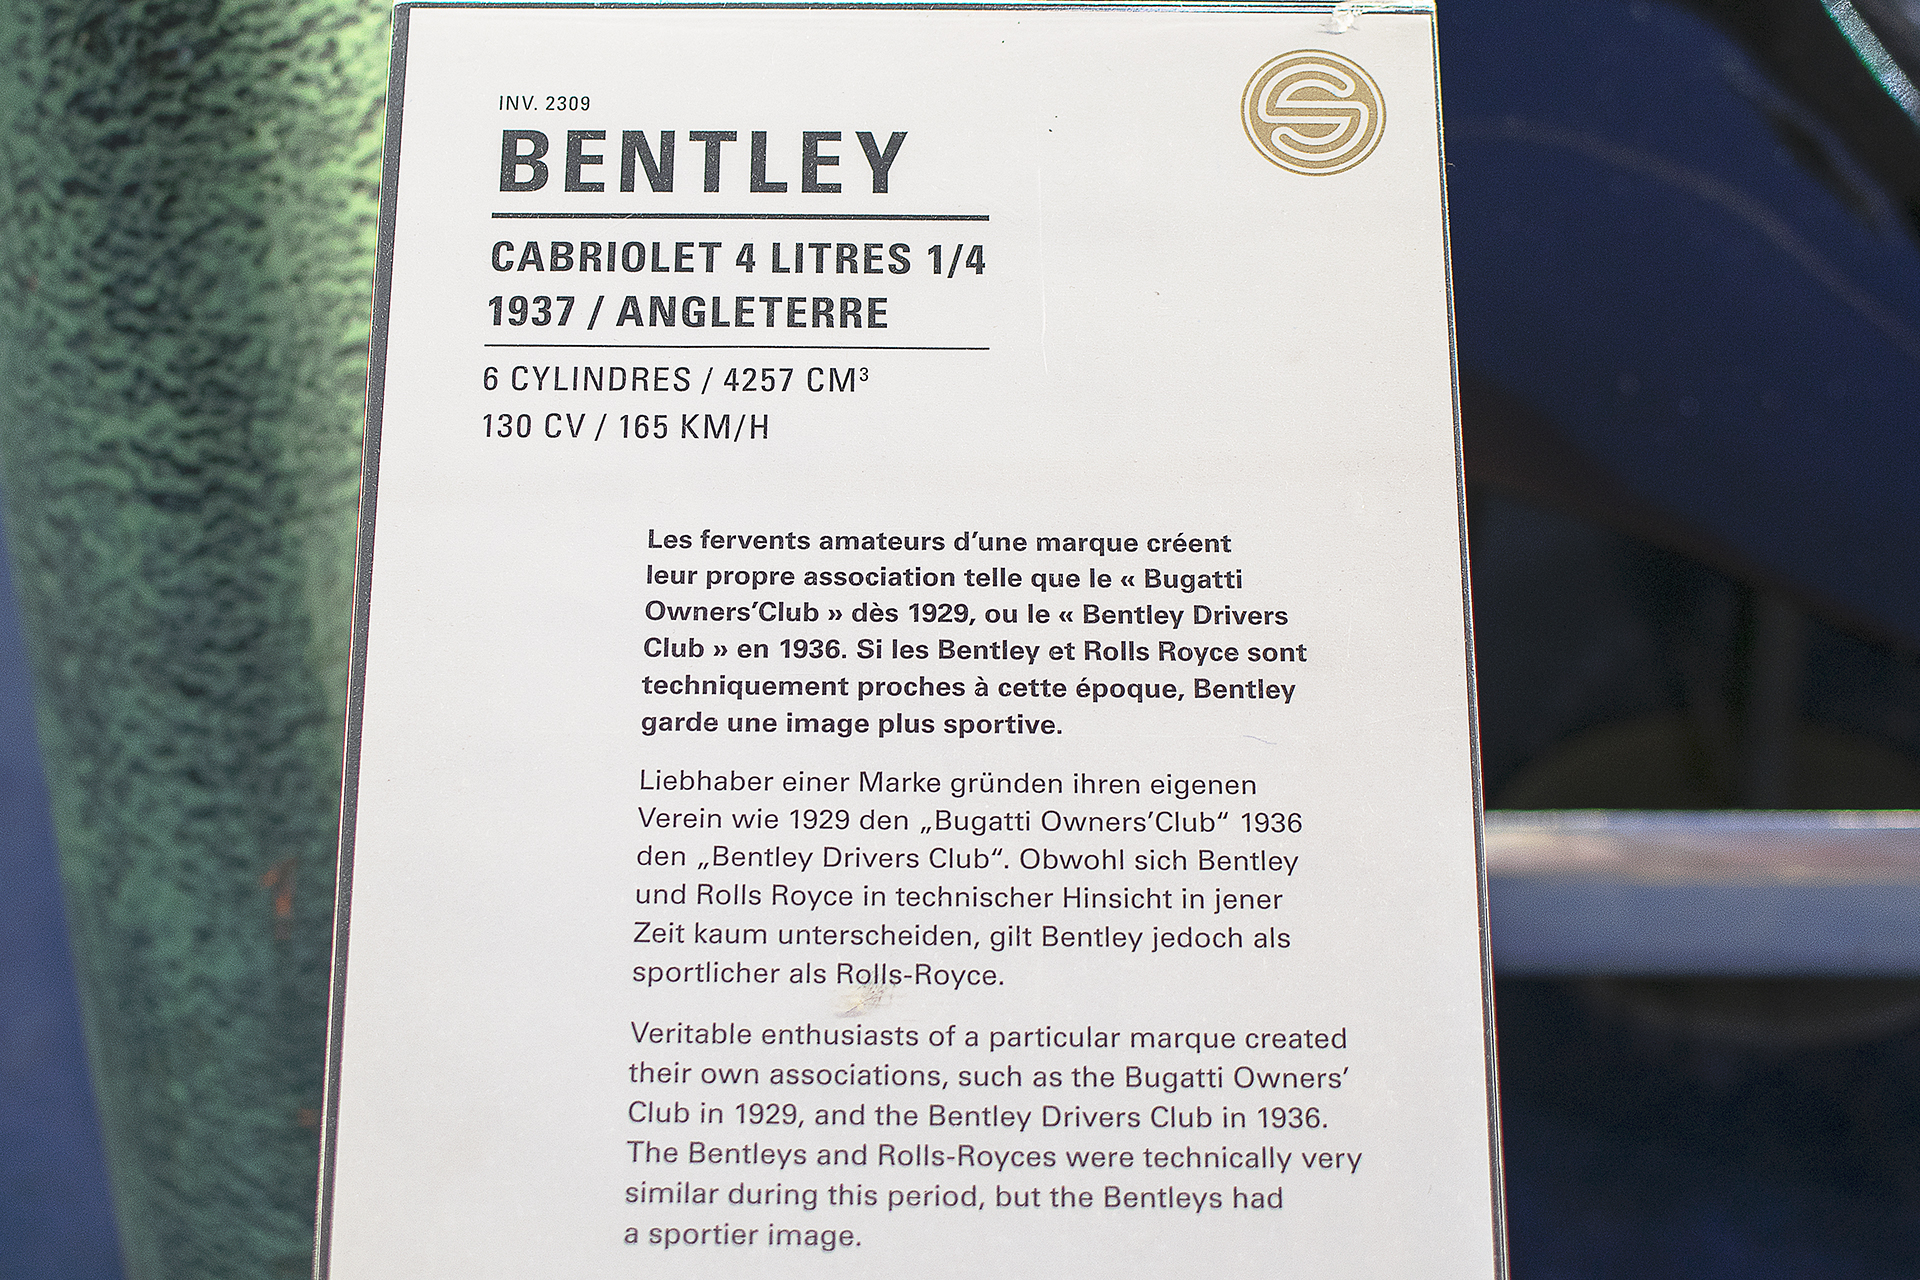 INV. 2309
BENTLEY
CABRIOLET 4 LITRES 1/4
1937 / ANGLETERRE
6 CYLINDRES / 4257 CM³
130 CV / 165 KM/H
Les fervents amateurs d’une marque créent
leur propre association telle que le « Bugatti
Owners’Club » dès 1929, ou le « Bentley Drivers
Club » en 1936. Si les Bentley et Rolls Royce sont
techniquement proches à cette époque, Bentley
garde une image plus sportive.
Liebhaber einer Marke gründen ihren eigenen
Verein wie 1929 den „Bugatti Owners’Club“ 1936
den „Bentley Drivers Club“. Obwohl sich Bentley
und Rolls Royce in technischer Hinsicht in jener
Zeit kaum unterscheiden, gilt Bentley jedoch als
sportlicher als Rolls-Royce.
Veritable enthusiasts of a particular marque created
their own associations, such as the Bugatti Owners’
Club in 1929, and the Bentley Drivers Club in 1936.
The Bentleys and Rolls-Royces were technically very
similar during this period, but the Bentleys had
a sportier image.